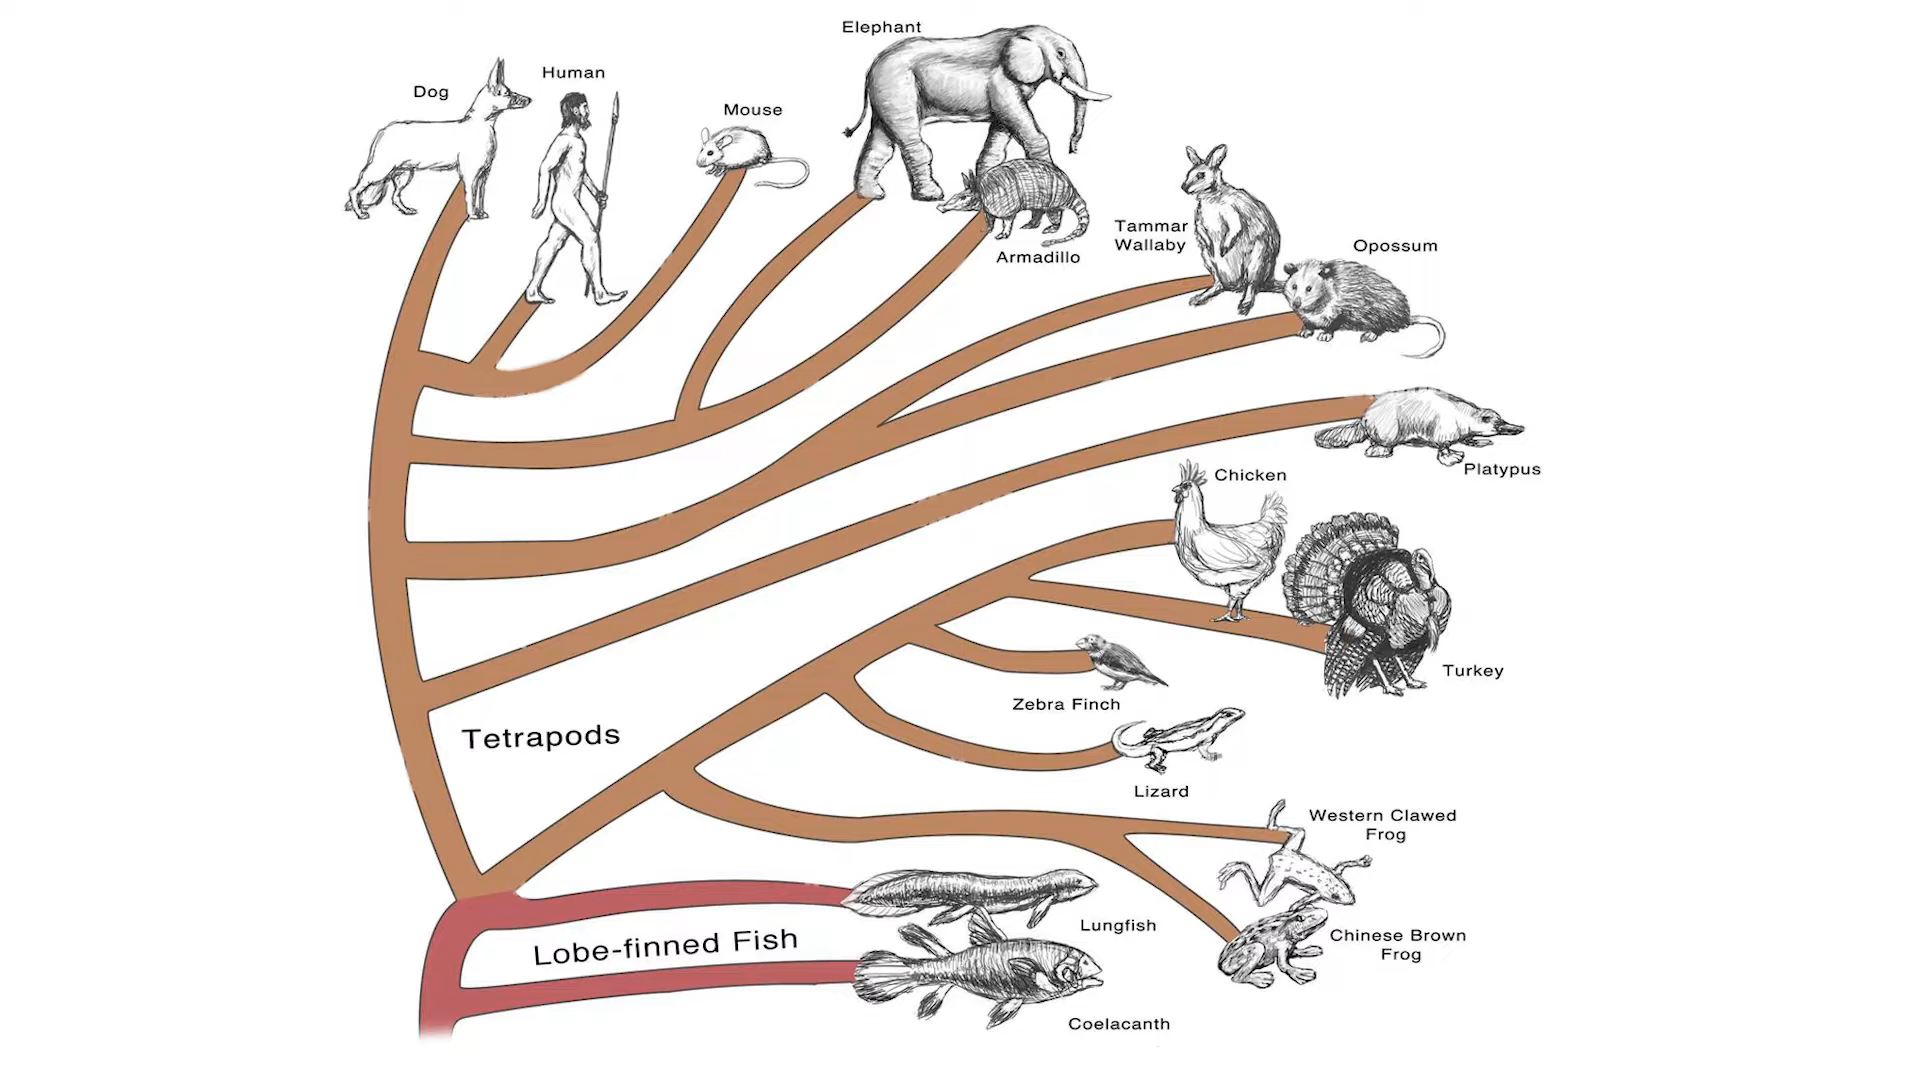 Elephant
Human
Dog
Mouse
Tammar
Wallaby
Opossum
Armadillo
Platypus
Chicken
Turkey
Zebra Finch
Tetrapods
Lizard
Western Clawed
Frog
Lungfish
Chinese Brown
Frog
Lobe-finned Fish
Coelacanth